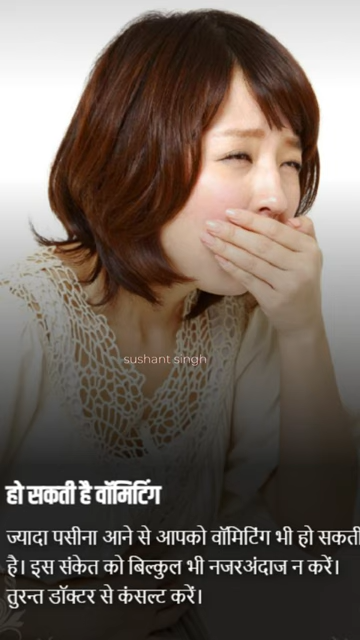 sushant singh
हो सकती है वॉमिटिंग
ज्यादा पसीना आने से आपको वॉमिटिंग भी हो सकती
है। इस संकेत को बिल्कुल भी नजरअंदाज न करें।
तुरन्त डॉक्टर से कंसल्ट करें।